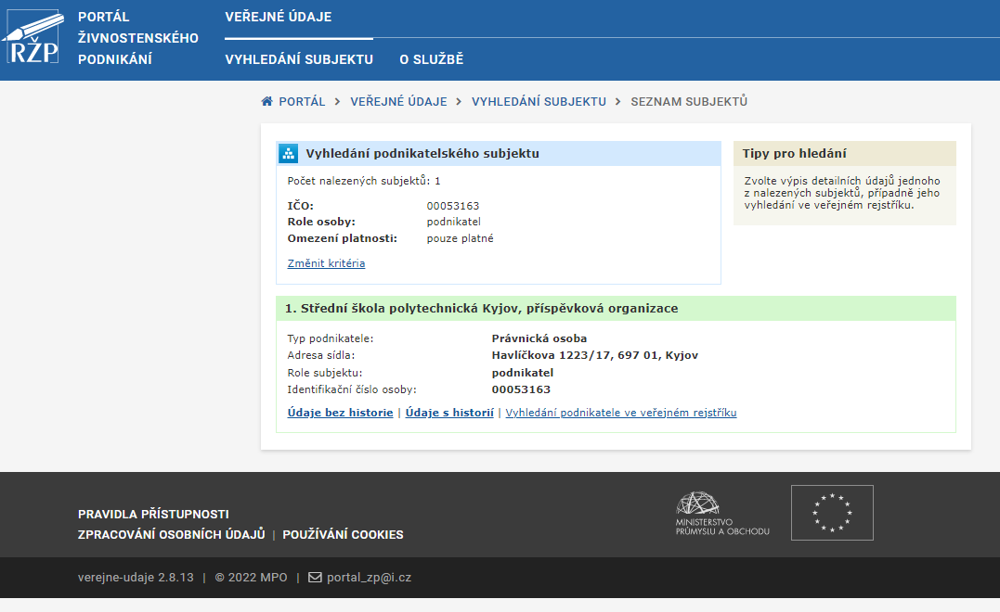 RŽP
PORTÁL
ŽIVNOSTENSKÉHO
PODNIKÁNÍ
VEŘEJNÉ ÚDAJE
VYHLEDÁNÍ SUBJEKTU O SLUŽBĚ
PORTÁL > VEŘEJNÉ ÚDAJE > VYHLEDÁNÍ SUBJEKTU > SEZNAM SUBJEKTŮ
Vyhledání podnikatelského subjektu
Počet nalezených subjektů: 1
IČO: 00053163
Role osoby: podnikatel
Omezení platnosti: pouze platné
Změnit kritéria
Tipy pro hledání
Zvolte výpis detailních údajů jednoho
z nalezených subjektů, případně jeho
vyhledání ve veřejném rejstříku.
1. Střední škola polytechnická Kyjov, příspěvková organizace
Typ podnikatele: Právnická osoba
Adresa sídla: Havlíčkova 1223/17, 697 01, Kyjov
Role subjektu: podnikatel
Identifikační číslo osoby: 00053163
Údaje bez historie | Údaje s historií | Vyhledání podnikatele ve veřejném rejstříku
PRAVIDLA PŘÍSTUPNOSTI
ZPRACOVÁNÍ OSOBNÍCH ÚDAJŮ | POUŽÍVÁNÍ COOKIES
MINISTERSTVO
PRŮMYSLU A OBCHODU
verejne-udaje 2.8.13 | © 2022 MPO | portal_zp@i.cz